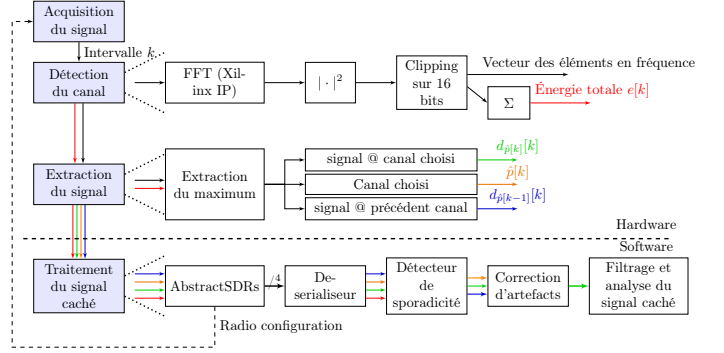 Acquisition
du signal
Intervalle k
Détection
du canal
FFT (Xil-
inx IP)
| · |²
Clipping
sur 16
bits
Vecteur des éléments en fréquence
Σ
Énergie totale e[k]
Extraction
du signal
Extraction
du maximum
signal @ canal choisi
Canal choisi
signal @ précédent canal
d_{p̂[k]}[k]
p̂[k]
d_{p̂[k−1]}[k]
Hardware
Software
Traitement
du signal
caché
AbstractSDRs
/4
De-
serialiseur
Détecteur
de
sporadicité
Correction
d'artefacts
Filtrage et
analyse du
signal caché
Radio configuration